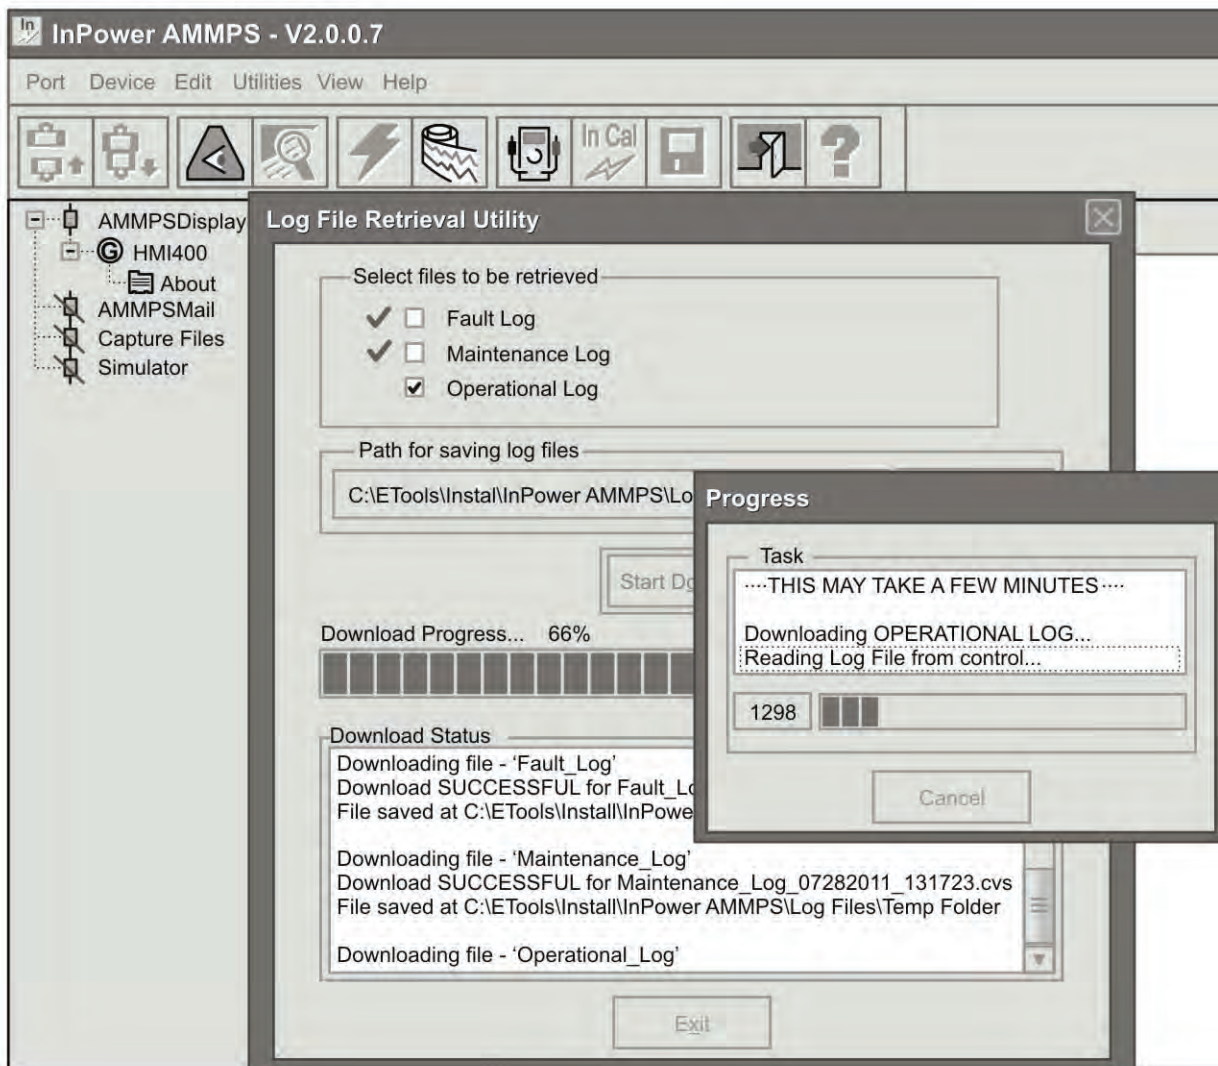 In
InPower AMMPS - V2.0.0.7
Port Device Edit Utilities View Help
In Cal
?
AMMPSDisplay
G HMI400
About
AMMPSMail
Capture Files
Simulator
Log File Retrieval Utility
Select files to be retrieved
Fault Log
Maintenance Log
Operational Log
Path for saving log files
C:\ETools\Instal\InPower AMMPS\Lo
Start Do
Download Progress... 66%
Download Status
Downloading file - ‘Fault_Log’
Download SUCCESSFUL for Fault_Lo
File saved at C:\ETools\Install\InPowe
Downloading file - ‘Maintenance_Log’
Download SUCCESSFUL for Maintenance_Log_07282011_131723.cvs
File saved at C:\ETools\Install\InPower AMMPS\Log Files\Temp Folder
Downloading file - ‘Operational_Log’
Exit
Progress
Task
····THIS MAY TAKE A FEW MINUTES····
Downloading OPERATIONAL LOG...
Reading Log File from control...
1298
Cancel